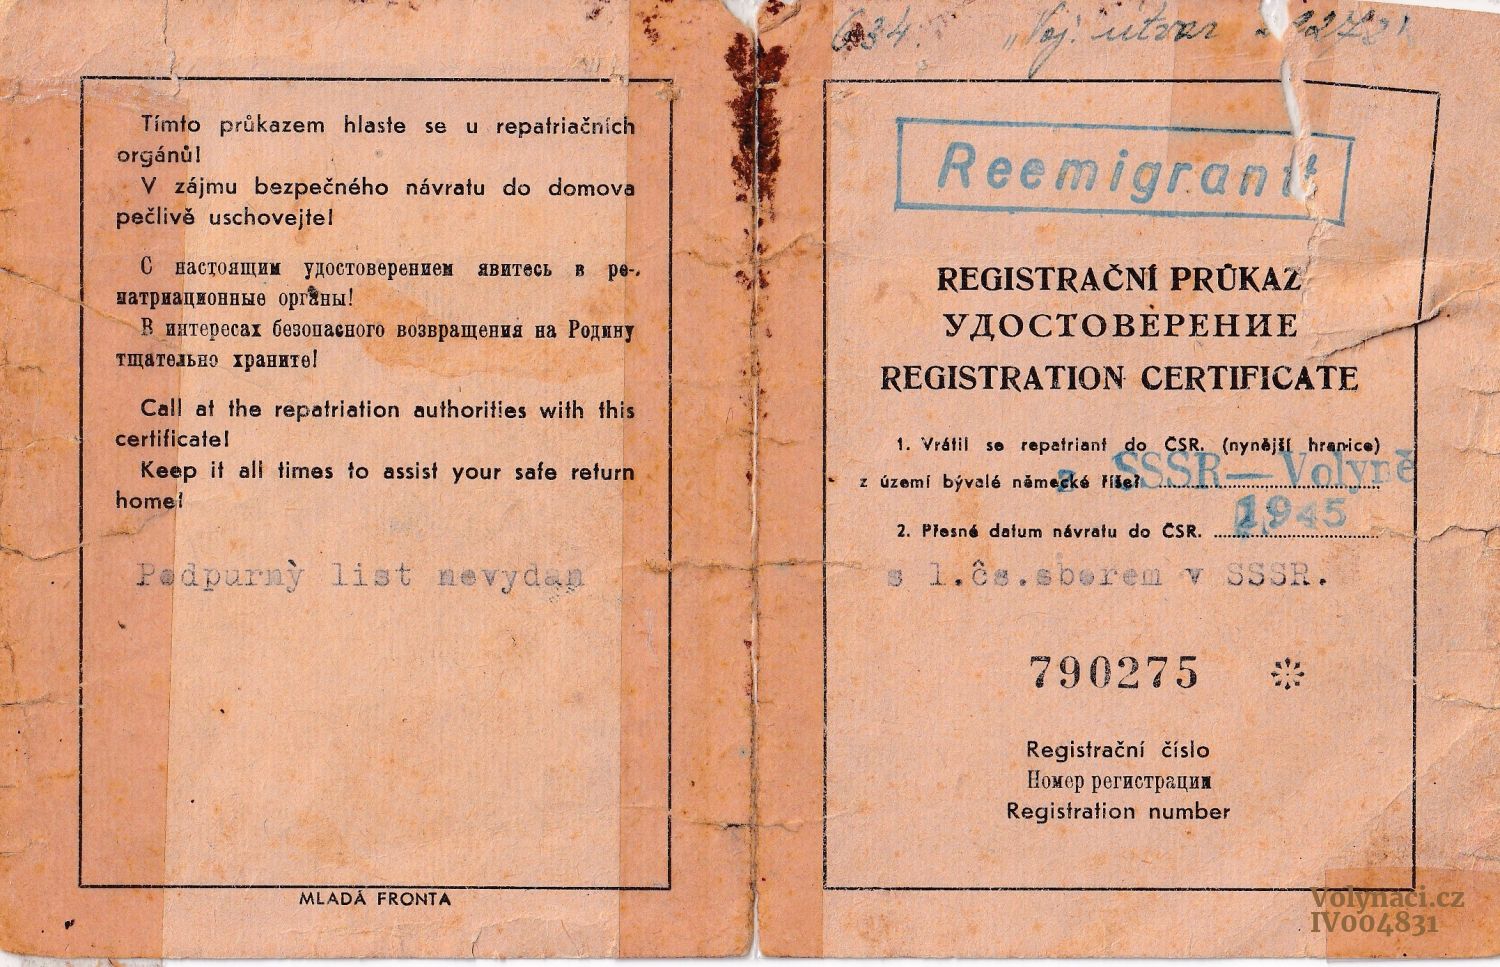 Tímto průkazem hlaste se u repatriačních
orgánů!
V zájmu bezpečného návratu do domova
pečlivě uschovejte!
С настоящим удостоверением явитесь в ре-
патриационные органы!
В интересах безопасного возвращения на Родину
тщательно храните!
Call at the repatriation authorities with this
certificate!
Keep it all times to assist your safe return
home!
Podpurný list nevydan
MLADÁ FRONTA
634. „Voj. útvar
Reemigrant
REGISTRAČNÍ PRŮKAZ
УДОСТОВЕРЕНИЕ
REGISTRATION CERTIFICATE
1. Vrátil se repatriant do ČSR. (nynější hranice)
z území bývalé německé říše? z SSSR—Volyně
2. Přesné datum návratu do ČSR. 1945
s 1.čs.sborem v SSSR.
790275
Registrační číslo
Номер регистрации
Registration number
Volynaci.cz
IV004831